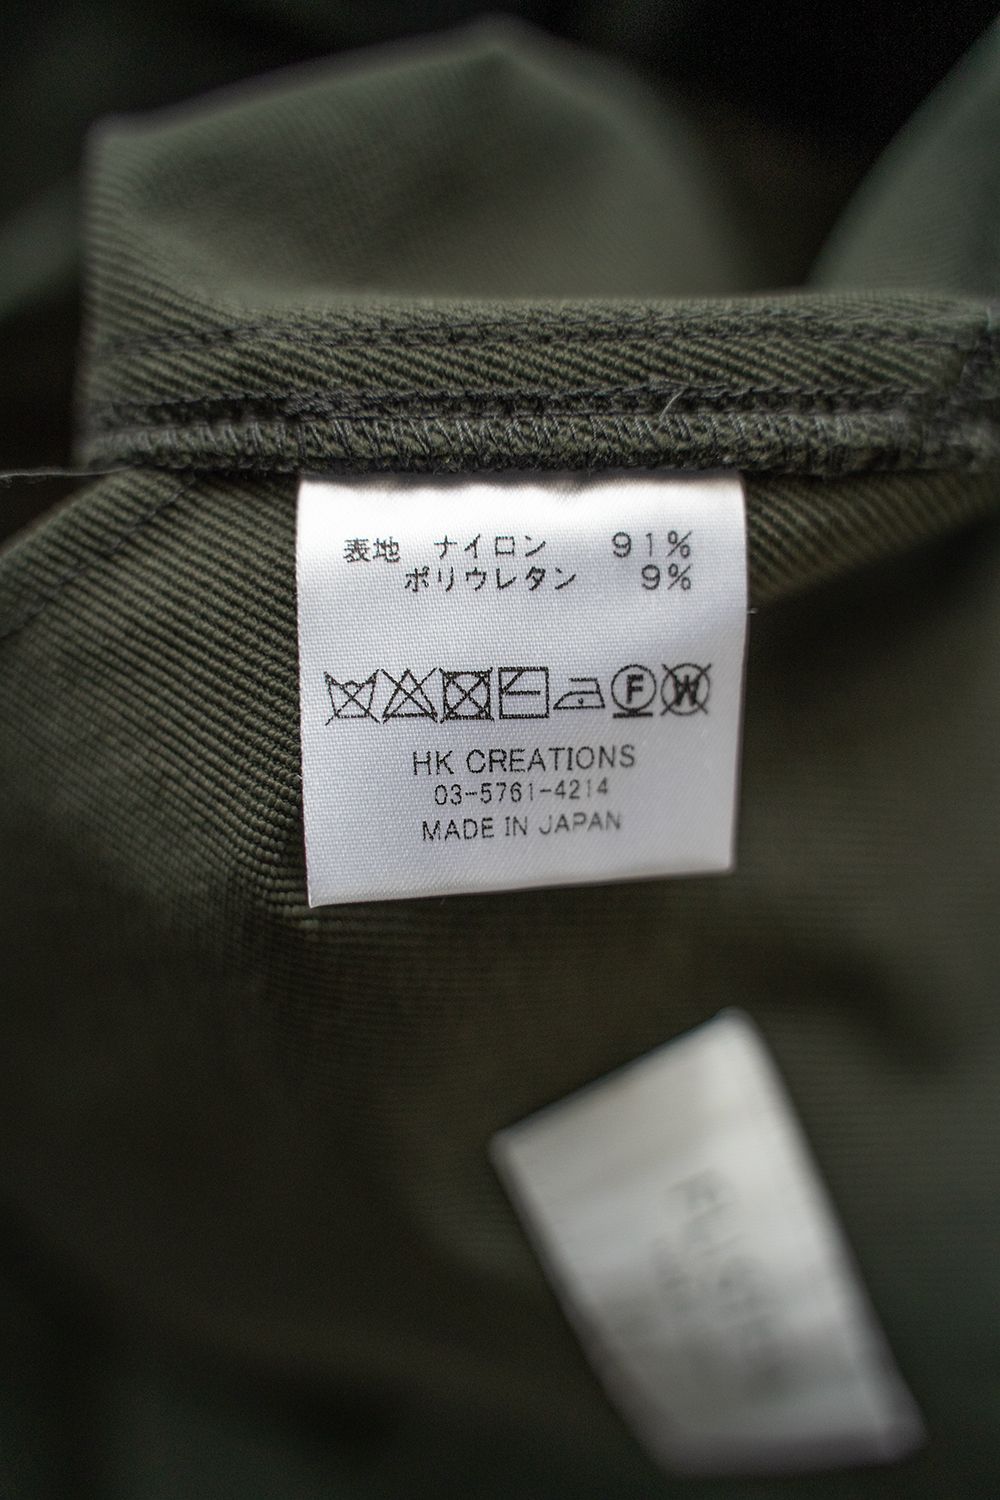 表地 ナイロン 91%
ポリウレタン 9%
F W
HK CREATIONS
03-5761-4214
MADE IN JAPAN